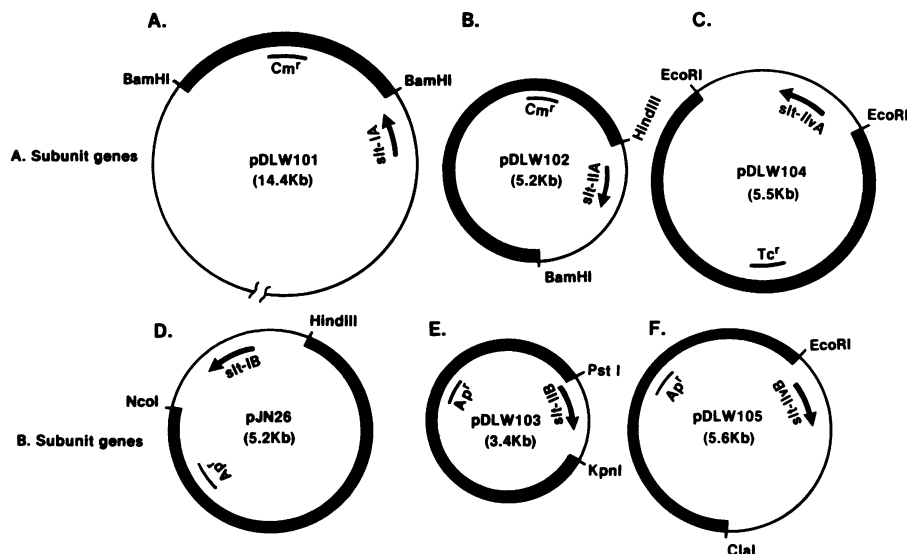 A.
BamHI
Cmʳ
BamHI
slt-IA
pDLW101
(14.4Kb)
B.
Cmʳ
HindIII
pDLW102
(5.2Kb)
slt-IIA
BamHI
C.
EcoRI
slt-IIvA
EcoRI
pDLW104
(5.5Kb)
Tcʳ
A. Subunit genes
D.
HindIII
slt-IB
NcoI
pJN26
(5.2Kb)
Apʳ
E.
Pst I
Apʳ
slt-IIB
pDLW103
(3.4Kb)
KpnI
F.
EcoRI
Apʳ
slt-IIvB
pDLW105
(5.6Kb)
ClaI
B. Subunit genes